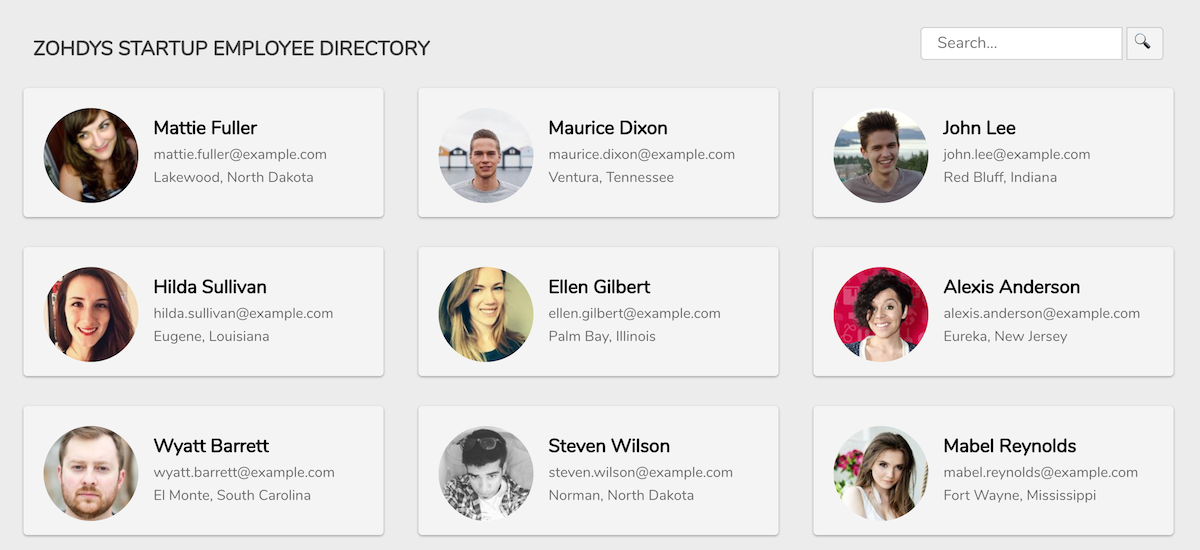 ZOHDYS STARTUP EMPLOYEE DIRECTORY
Search...
Mattie Fuller
mattie.fuller@example.com
Lakewood, North Dakota
Maurice Dixon
maurice.dixon@example.com
Ventura, Tennessee
John Lee
john.lee@example.com
Red Bluff, Indiana
Hilda Sullivan
hilda.sullivan@example.com
Eugene, Louisiana
Ellen Gilbert
ellen.gilbert@example.com
Palm Bay, Illinois
Alexis Anderson
alexis.anderson@example.com
Eureka, New Jersey
Wyatt Barrett
wyatt.barrett@example.com
El Monte, South Carolina
Steven Wilson
steven.wilson@example.com
Norman, North Dakota
Mabel Reynolds
mabel.reynolds@example.com
Fort Wayne, Mississippi